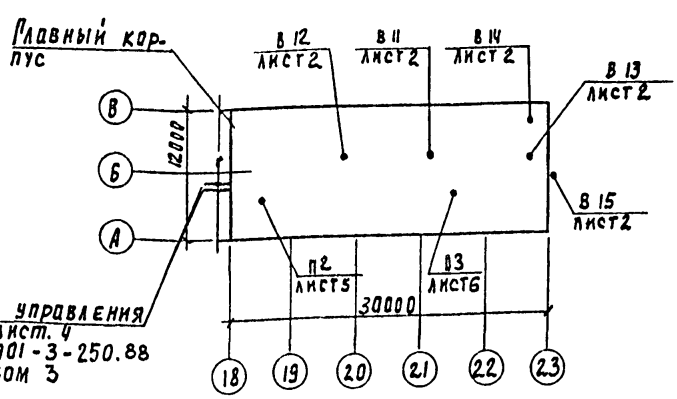 Главный кор-
пус
В 12
лист 2
В 11
лист 2
В 14
лист 2
В 13
лист 2
В
12000
Б
В 15
лист 2
А
П2
лист 5
лист 6
30000
управления
лист. 4
901-3-250.88
ом 3
18
19
20
21
22
23